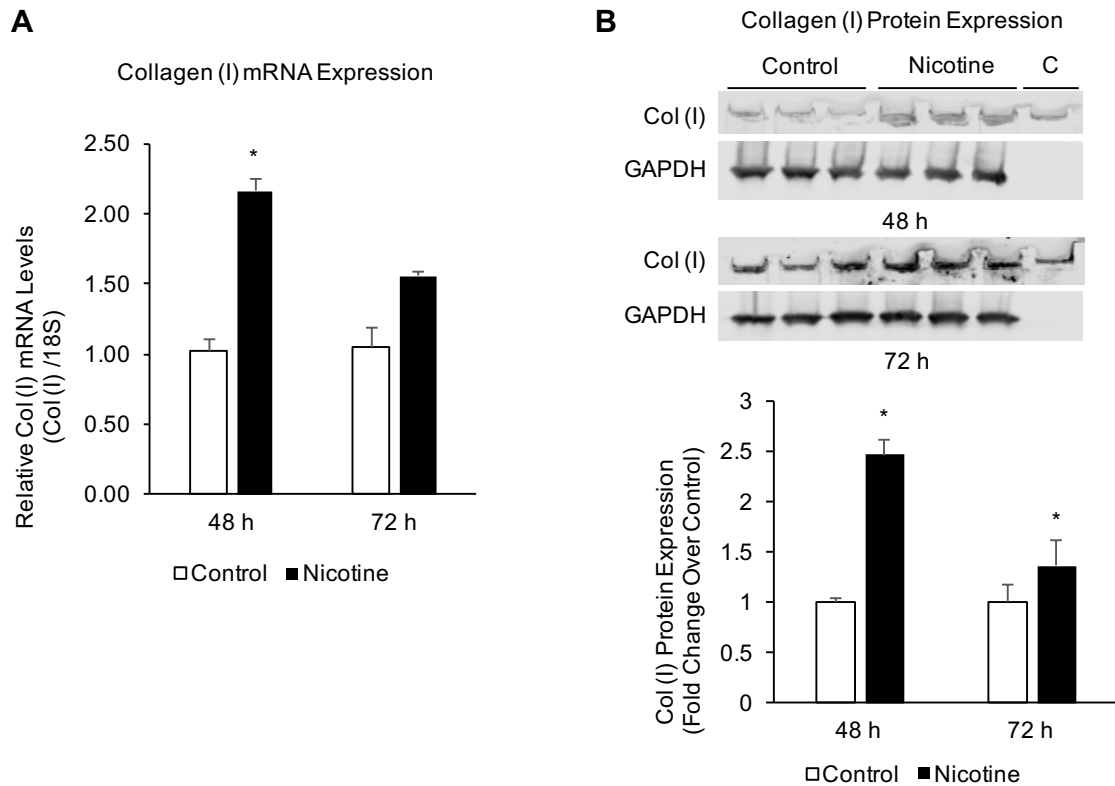 A
Collagen (I) mRNA Expression
Relative Col (I) mRNA Levels
(Col (I) /18S)
2.50
2.00
1.50
1.00
0.50
0.00
*
48 h
72 h
Control
Nicotine
B
Collagen (I) Protein Expression
Control
Nicotine
C
Col (I)
GAPDH
48 h
Col (I)
GAPDH
72 h
Col (I) Protein Expression
(Fold Change Over Control)
3
2.5
2
1.5
1
0.5
0
*
*
48 h
72 h
Control
Nicotine